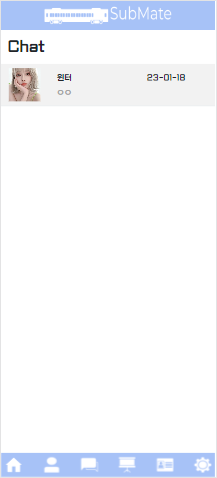 SubMate
Chat
윈터 23-01-18
ㅇㅇ